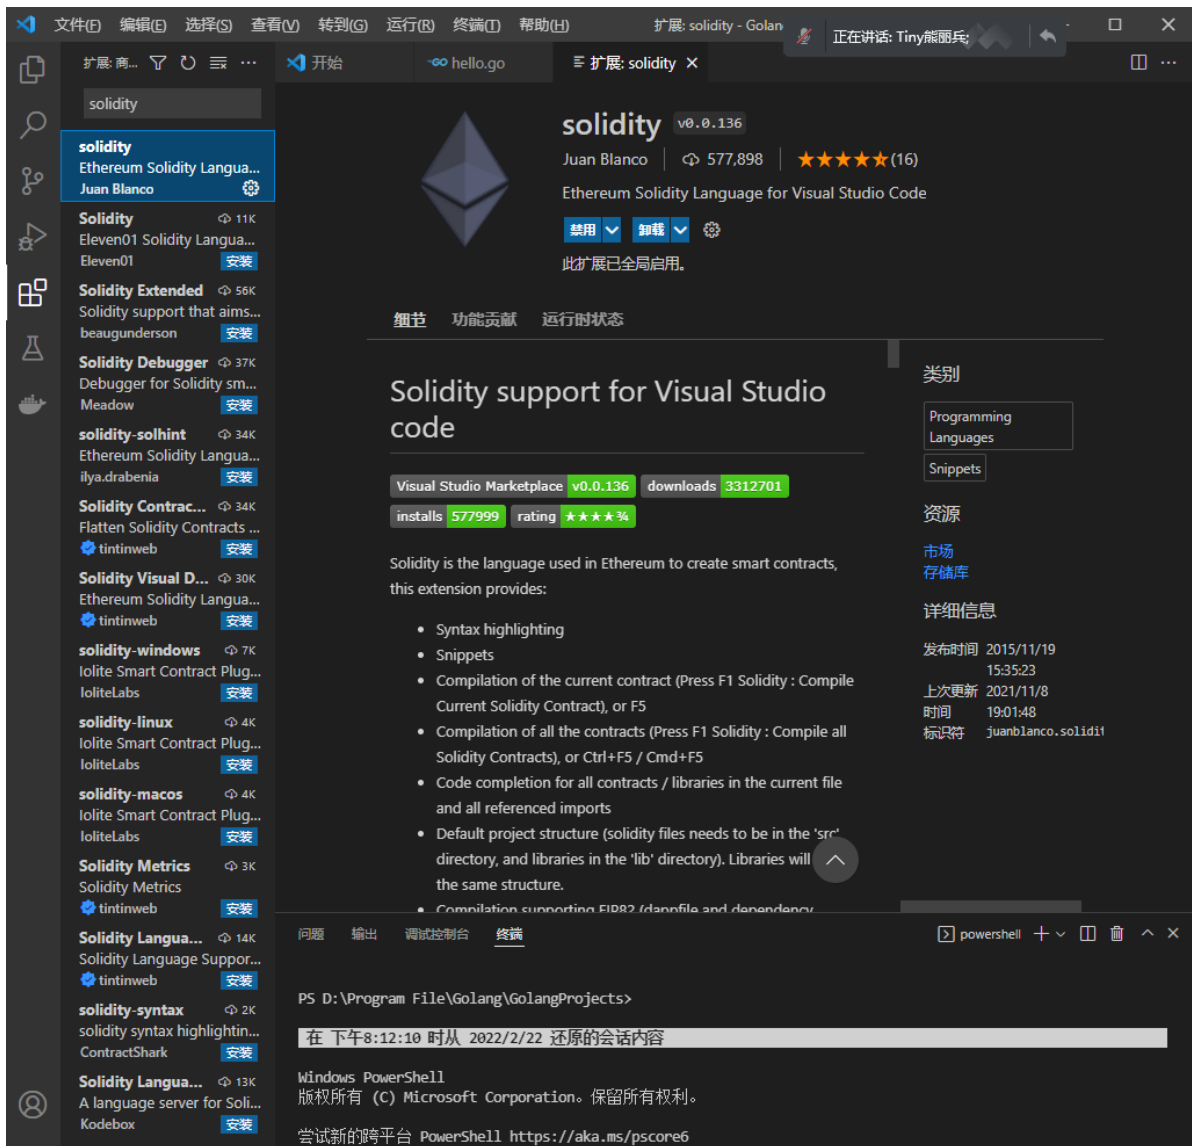 文件(F) 编辑(E) 选择(S) 查看(V) 转到(G) 运行(R) 终端(T) 帮助(H) 扩展: solidity - Golan
正在讲话: Tiny熊丽兵;
扩展: 商... ···
开始 hello.go 扩展: solidity ···
solidity
solidity
Ethereum Solidity Langua...
Juan Blanco
Solidity 11K
Eleven01 Solidity Langua...
Eleven01 安装
Solidity Extended 56K
Solidity support that aims...
beaugunderson 安装
Solidity Debugger 37K
Debugger for Solidity sm...
Meadow 安装
solidity-solhint 34K
Ethereum Solidity Langua...
ilya.drabenia 安装
Solidity Contrac... 34K
Flatten Solidity Contracts ...
tintinweb 安装
Solidity Visual D... 30K
Ethereum Solidity Langua...
tintinweb 安装
solidity-windows 7K
Iolite Smart Contract Plug...
IoliteLabs 安装
solidity-linux 4K
Iolite Smart Contract Plug...
IoliteLabs 安装
solidity-macos 4K
Iolite Smart Contract Plug...
IoliteLabs 安装
Solidity Metrics 3K
Solidity Metrics
tintinweb 安装
Solidity Langua... 14K
Solidity Language Suppor...
tintinweb 安装
solidity-syntax 2K
solidity syntax highlightin...
ContractShark 安装
Solidity Langua... 13K
A language server for Soli...
Kodebox 安装
solidity v0.0.136
Juan Blanco 577,898 ★★★★★(16)
Ethereum Solidity Language for Visual Studio Code
禁用 卸载
此扩展已全局启用。
细节 功能贡献 运行时状态
Solidity support for Visual Studio
code
Visual Studio Marketplace v0.0.136 downloads 3312701
installs 577999 rating ★★★★¾
Solidity is the language used in Ethereum to create smart contracts,
this extension provides:
• Syntax highlighting
• Snippets
• Compilation of the current contract (Press F1 Solidity : Compile
Current Solidity Contract), or F5
• Compilation of all the contracts (Press F1 Solidity : Compile all
Solidity Contracts), or Ctrl+F5 / Cmd+F5
• Code completion for all contracts / libraries in the current file
and all referenced imports
• Default project structure (solidity files needs to be in the 'src'
directory, and libraries in the 'lib' directory). Libraries will
the same structure.
• Compilation supporting EIP82 (dappfile and dependency
类别
Programming
Languages
Snippets
资源
市场
存储库
详细信息
发布时间 2015/11/19
15:35:23
上次更新 2021/11/8
时间 19:01:48
标识符 juanblanco.solidit
问题 输出 调试控制台 终端 powershell
PS D:\Program File\Golang\GolangProjects>
在 下午8:12:10 时从 2022/2/22 还原的会话内容
Windows PowerShell
版权所有 (C) Microsoft Corporation。保留所有权利。
尝试新的跨平台 PowerShell https://aka.ms/pscore6